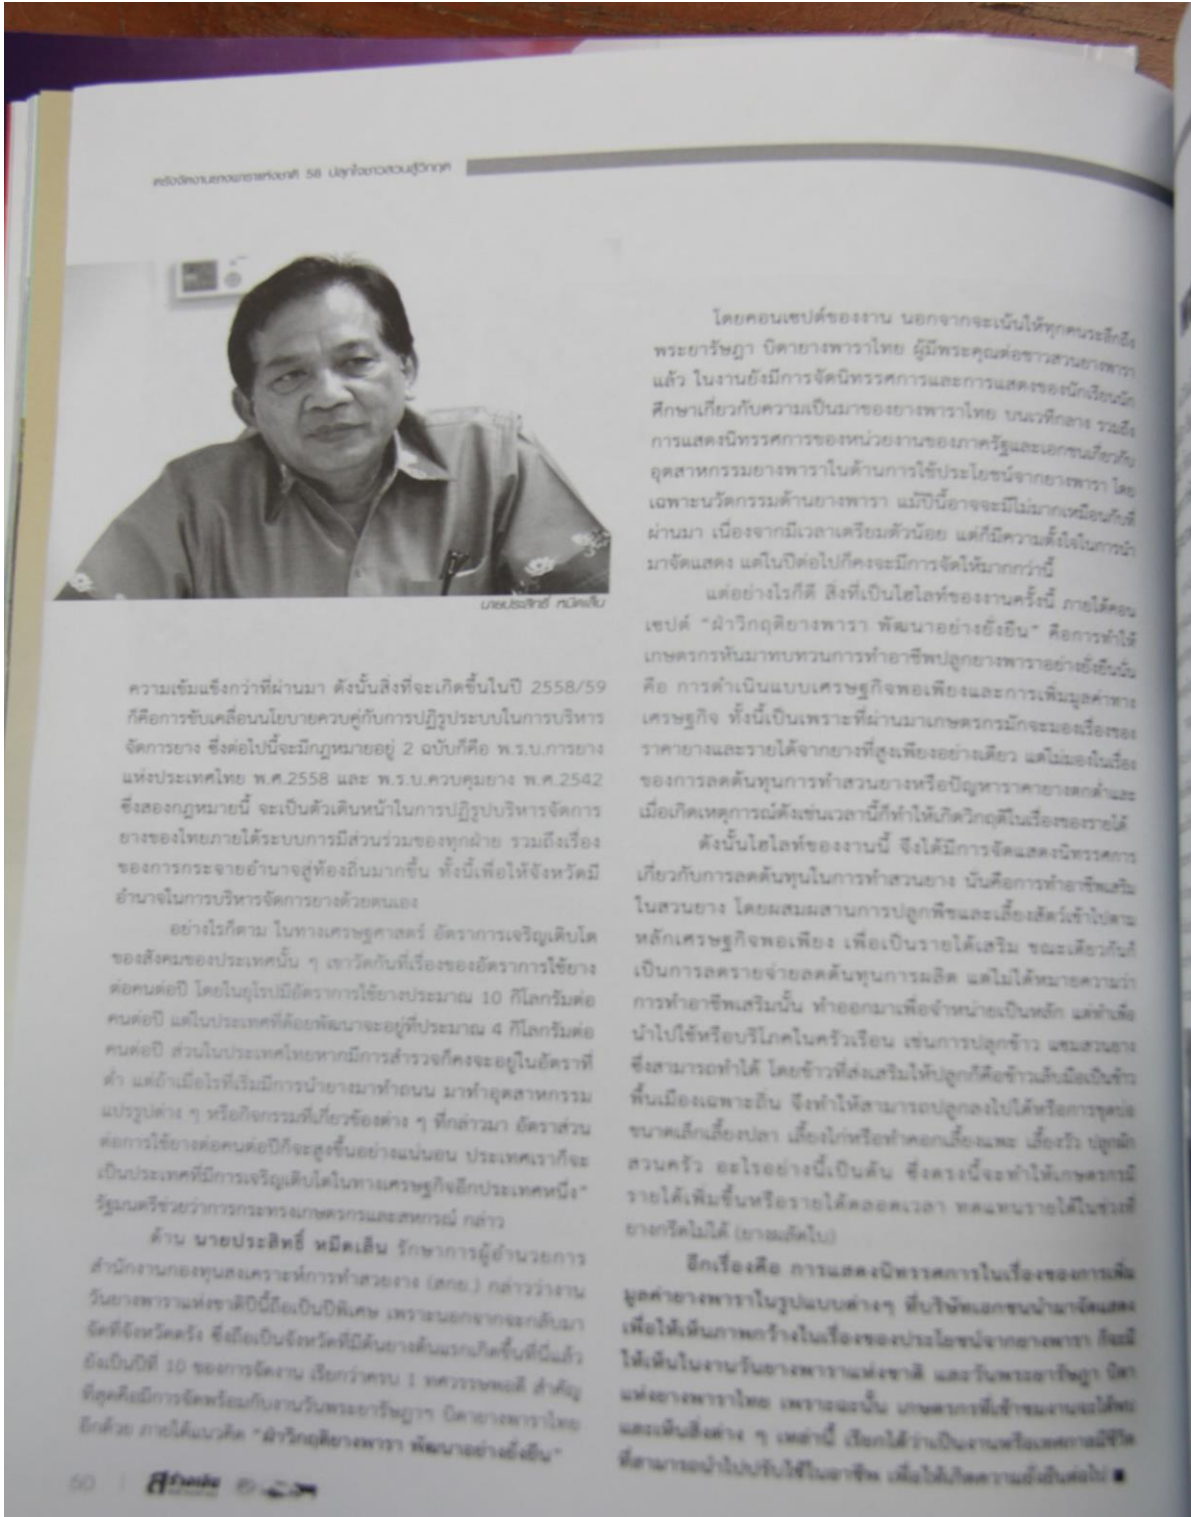 ตรังจัดงานยางพาราแห่งชาติ 58 ปลุกใจชาวสวนสู้วิกฤต
นายประสิทธิ์ หมีดเส็น
ความเข้มแข็งกว่าที่ผ่านมา ดังนั้นสิ่งที่จะเกิดขึ้นในปี 2558/59
ก็คือการขับเคลื่อนนโยบายควบคู่กับการปฏิรูประบบในการบริหาร
จัดการยาง ซึ่งต่อไปนี้จะมีกฎหมายอยู่ 2 ฉบับก็คือ พ.ร.บ.การยาง
แห่งประเทศไทย พ.ศ.2558 และ พ.ร.บ.ควบคุมยาง พ.ศ.2542
ซึ่งสองกฎหมายนี้ จะเป็นตัวเดินหน้าในการปฏิรูปบริหารจัดการ
ยางของไทยภายใต้ระบบการมีส่วนร่วมของทุกฝ่าย รวมถึงเรื่อง
ของการกระจายอำนาจสู่ท้องถิ่นมากขึ้น ทั้งนี้เพื่อให้จังหวัดมี
อำนาจในการบริหารจัดการยางด้วยตนเอง
อย่างไรก็ตาม ในทางเศรษฐศาสตร์ อัตราการเจริญเติบโต
ของสังคมของประเทศนั้น ๆ เขาวัดกันที่เรื่องของอัตราการใช้ยาง
ต่อคนต่อปี โดยในยุโรปมีอัตราการใช้ยางประมาณ 10 กิโลกรัมต่อ
คนต่อปี แต่ในประเทศที่ด้อยพัฒนาจะอยู่ที่ประมาณ 4 กิโลกรัมต่อ
คนต่อปี ส่วนในประเทศไทยหากมีการสำรวจก็คงจะอยู่ในอัตราที่
ต่ำ แต่ถ้าเมื่อไรที่เริ่มมีการนำยางมาทำถนน มาทำอุตสาหกรรม
แปรรูปต่าง ๆ หรือกิจกรรมที่เกี่ยวข้องต่าง ๆ ที่กล่าวมา อัตราส่วน
ต่อการใช้ยางต่อคนต่อปีก็จะสูงขึ้นอย่างแน่นอน ประเทศเราก็จะ
เป็นประเทศที่มีการเจริญเติบโตในทางเศรษฐกิจอีกประเทศหนึ่ง"
รัฐมนตรีช่วยว่าการกระทรวงเกษตรกรและสหกรณ์ กล่าว
ด้าน นายประสิทธิ์ หมีดเส็น รักษาการผู้อำนวยการ
สำนักงานกองทุนสงเคราะห์การทำสวยงาง (สกย.) กล่าวว่างาน
วันยางพาราแห่งชาติปีนี้ถือเป็นปีพิเศษ เพราะนอกจากจะกลับมา
จัดที่จังหวัดตรัง ซึ่งถือเป็นจังหวัดที่มีต้นยางต้นแรกเกิดขึ้นที่นี่แล้ว
ยังเป็นปีที่ 10 ของการจัดงาน เรียกว่าครบ 1 ทศวรรษพอดี สำคัญ
ที่สุดคือมีการจัดพร้อมกับงานวันพระยารัษฎาฯ บิดายางพาราไทย
อีกด้วย ภายใต้แนวคิด "ฝ่าวิกฤติยางพารา พัฒนาอย่างยั่งยืน"
โดยคอนเซปต์ของงาน นอกจากจะเน้นให้ทุกคนระลึกถึง
พระยารัษฎา บิดายางพาราไทย ผู้มีพระคุณต่อชาวสวนยางพารา
แล้ว ในงานยังมีการจัดนิทรรศการและการแสดงของนักเรียนนัก
ศึกษาเกี่ยวกับความเป็นมาของยางพาราไทย บนเวทีกลาง รวมถึง
การแสดงนิทรรศการของหน่วยงานของภาครัฐและเอกชนเกี่ยวกับ
อุตสาหกรรมยางพาราในด้านการใช้ประโยชน์จากยางพารา โดย
เฉพาะนวัตกรรมด้านยางพารา แม้ปีนี้อาจจะมีไม่มากเหมือนกับที่
ผ่านมา เนื่องจากมีเวลาเตรียมตัวน้อย แต่ก็มีความตั้งใจในการนำ
มาจัดแสดง แต่ในปีต่อไปก็คงจะมีการจัดให้มากกว่านี้
แต่อย่างไรก็ดี สิ่งที่เป็นไฮไลท์ของงานครั้งนี้ ภายใต้คอน
เซปต์ "ฝ่าวิกฤติยางพารา พัฒนาอย่างยั่งยืน" คือการทำให้
เกษตรกรหันมาทบทวนการทำอาชีพปลูกยางพาราอย่างยั่งยืนนั่น
คือ การดำเนินแบบเศรษฐกิจพอเพียงและการเพิ่มมูลค่าทาง
เศรษฐกิจ ทั้งนี้เป็นเพราะที่ผ่านมาเกษตรกรมักจะมองเรื่องของ
ราคายางและรายได้จากยางที่สูงเพียงอย่างเดียว แต่ไม่มองในเรื่อง
ของการลดต้นทุนการทำสวนยางหรือปัญหาราคายางตกต่ำและ
เมื่อเกิดเหตุการณ์ดังเช่นเวลานี้ก็ทำให้เกิดวิกฤติในเรื่องของรายได้
ดังนั้นไฮไลท์ของงานนี้ จึงได้มีการจัดแสดงนิทรรศการ
เกี่ยวกับการลดต้นทุนในการทำสวนยาง นั่นคือการทำอาชีพเสริม
ในสวนยาง โดยผสมผสานการปลูกพืชและเลี้ยงสัตว์เข้าไปตาม
หลักเศรษฐกิจพอเพียง เพื่อเป็นรายได้เสริม ขณะเดียวกันก็
เป็นการลดรายจ่ายลดต้นทุนการผลิต แต่ไม่ได้หมายความว่า
การทำอาชีพเสริมนั้น ทำออกมาเพื่อจำหน่ายเป็นหลัก แต่ทำเพื่อ
นำไปใช้หรือบริโภคในครัวเรือน เช่นการปลูกข้าว แซมสวนยาง
ซึ่งสามารถทำได้ โดยข้าวที่ส่งเสริมให้ปลูกก็คือข้าวเล็บมือเป็นข้าว
พื้นเมืองเฉพาะถิ่น จึงทำให้สามารถปลูกลงไปได้หรือการขุดบ่อ
ขนาดเล็กเลี้ยงปลา เลี้ยงไก่หรือทำคอกเลี้ยงแพะ เลี้ยงวัว ปลูกผัก
สวนครัว อะไรอย่างนี้เป็นต้น ซึ่งตรงนี้จะทำให้เกษตรกรมี
รายได้เพิ่มขึ้นหรือรายได้ตลอดเวลา ทดแทนรายได้ในช่วงที่
ยางกรีดไม่ได้ (ยางผลัดใบ)
อีกเรื่องคือ การแสดงนิทรรศการในเรื่องของการเพิ่ม
มูลค่ายางพาราในรูปแบบต่างๆ ที่บริษัทเอกชนนำมาจัดแสดง
เพื่อให้เห็นภาพกว้างในเรื่องของประโยชน์จากยางพารา ก็จะมี
ให้เห็นในงานวันยางพาราแห่งชาติ และวันพระยารัษฎา บิดา
แห่งยางพาราไทย เพราะฉะนั้น เกษตรกรที่เข้าชมงานจะได้พบ
และเห็นสิ่งต่าง ๆ เหล่านี้ เรียกได้ว่าเป็นงานหรือเทศกาลมีชีวิต
ที่สามารถนำไปปรับใช้ในอาชีพ เพื่อให้เกิดความยั่งยืนต่อไป ■
60